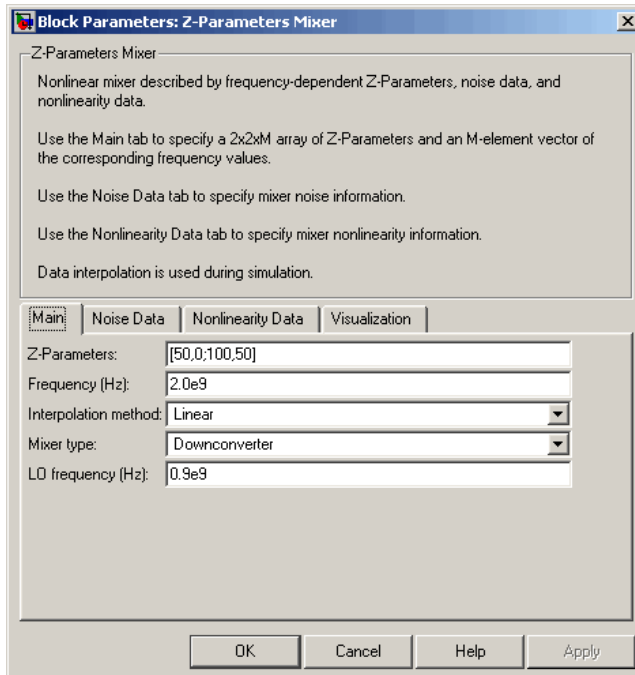 Block Parameters: Z-Parameters Mixer
Z-Parameters Mixer
Nonlinear mixer described by frequency-dependent Z-Parameters, noise data, and
nonlinearity data.
Use the Main tab to specify a 2x2xM array of Z-Parameters and an M-element vector of
the corresponding frequency values.
Use the Noise Data tab to specify mixer noise information.
Use the Nonlinearity Data tab to specify mixer nonlinearity information.
Data interpolation is used during simulation.
Main Noise Data Nonlinearity Data Visualization
Z-Parameters: [50,0;100,50]
Frequency (Hz): 2.0e9
Interpolation method: Linear
Mixer type: Downconverter
LO frequency (Hz): 0.9e9
OK Cancel Help Apply